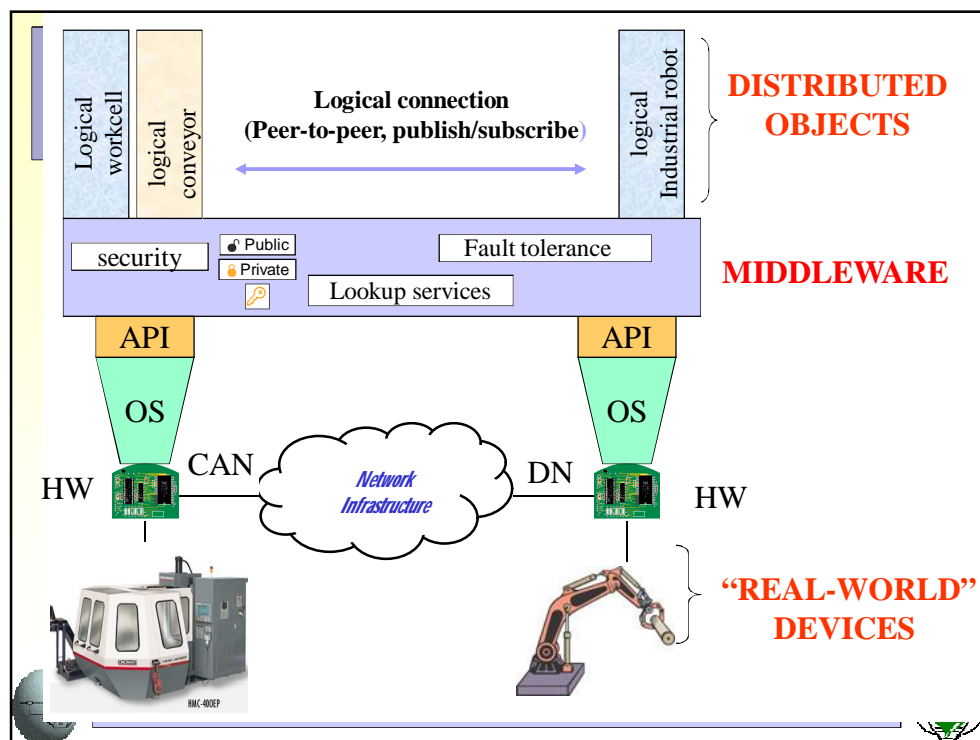 Logical
workcell
logical
conveyor
Logical connection
(Peer-to-peer, publish/subscribe)
logical
Industrial robot
DISTRIBUTED
OBJECTS
security
Public
Private
Fault tolerance
Lookup services
MIDDLEWARE
API
API
OS
OS
HW
CAN
Network
Infrastructure
DN
HW
HMC-400EP
“REAL-WORLD”
DEVICES